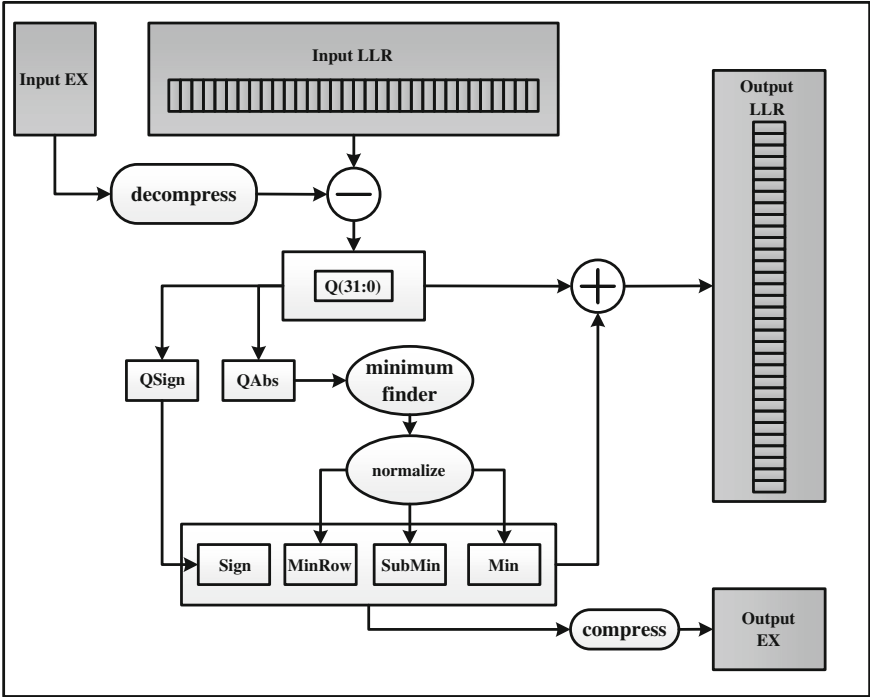 Input EX
Input LLR
Output
LLR
decompress
Q(31:0)
QSign
QAbs
minimum
finder
normalize
Sign
MinRow
SubMin
Min
compress
Output
EX